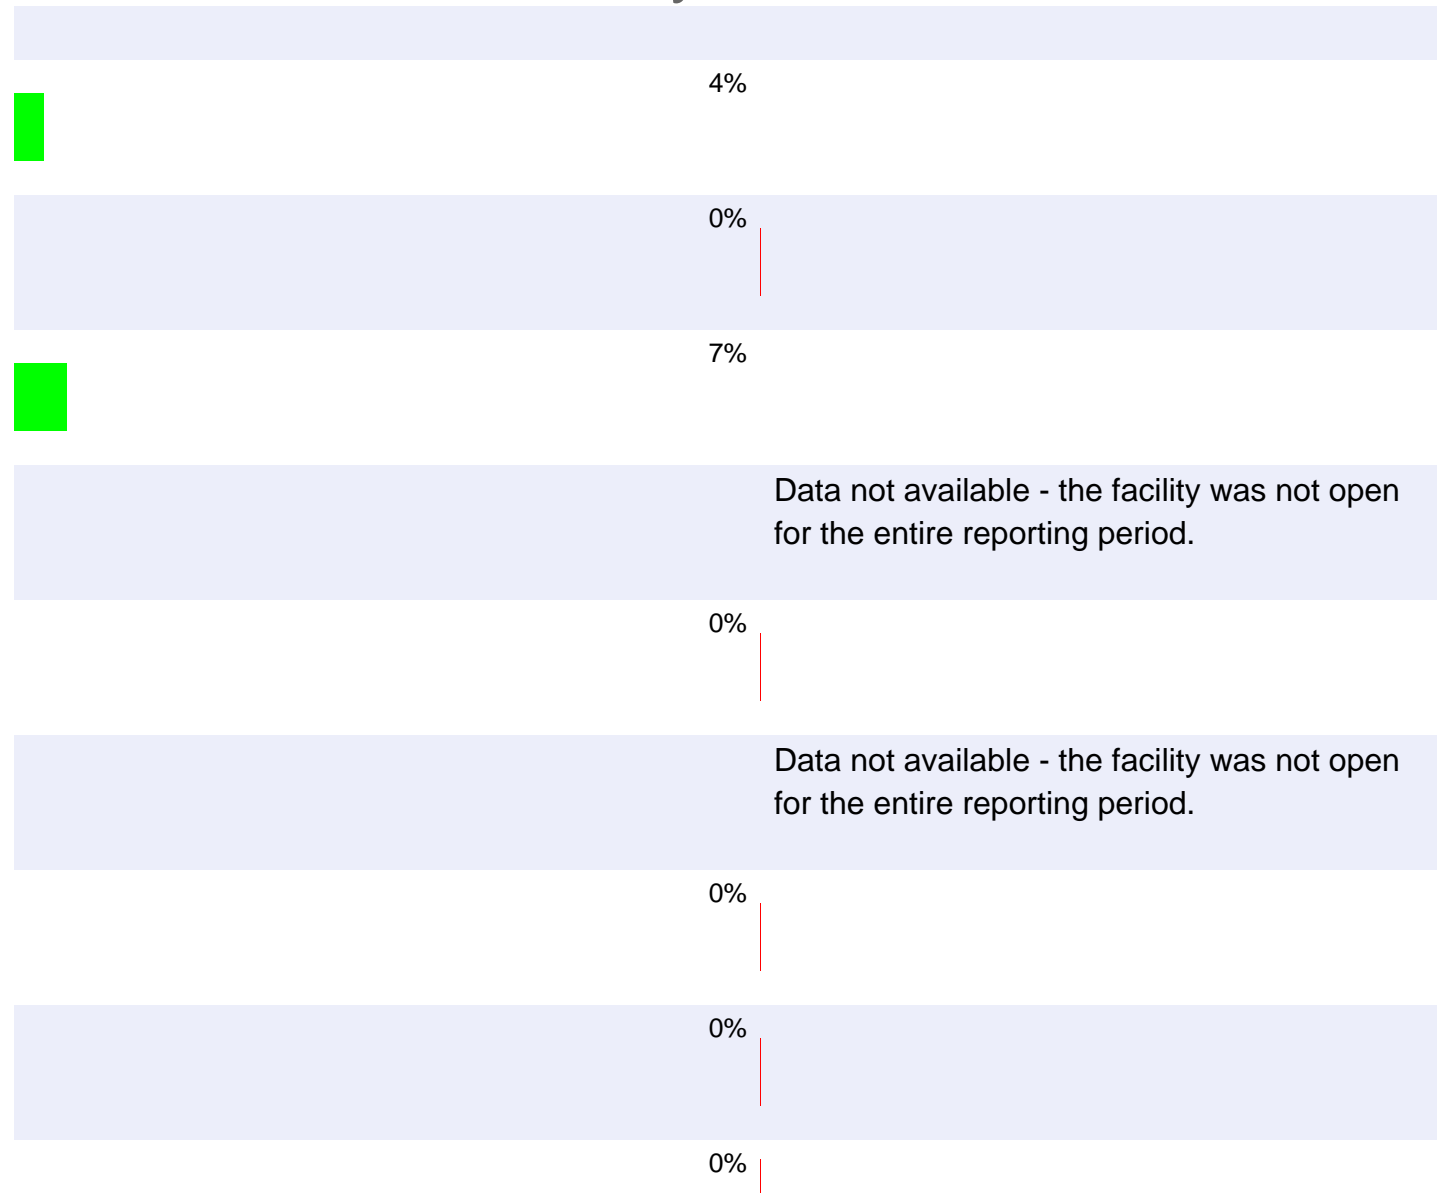 4%
0%
7%
Data not available - the facility was not open
for the entire reporting period.
0%
Data not available - the facility was not open
for the entire reporting period.
0%
0%
0%